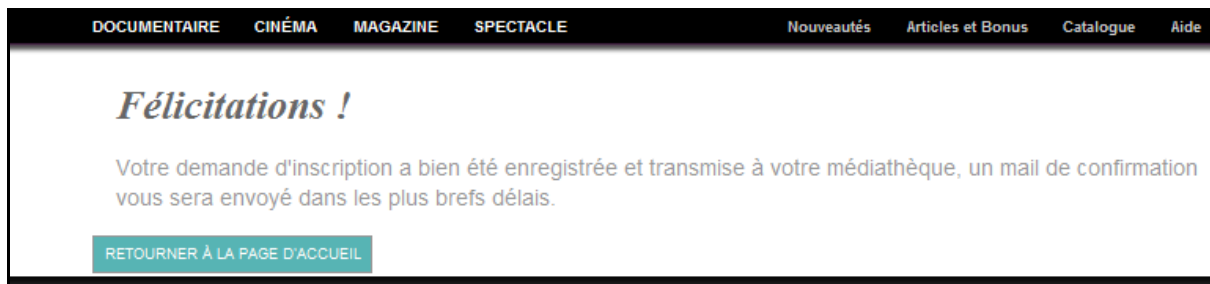 DOCUMENTAIRE CINÉMA MAGAZINE SPECTACLE Nouveautés Articles et Bonus Catalogue Aide
Félicitations !
Votre demande d'inscription a bien été enregistrée et transmise à votre médiathèque, un mail de confirmation
vous sera envoyé dans les plus brefs délais.
RETOURNER À LA PAGE D'ACCUEIL